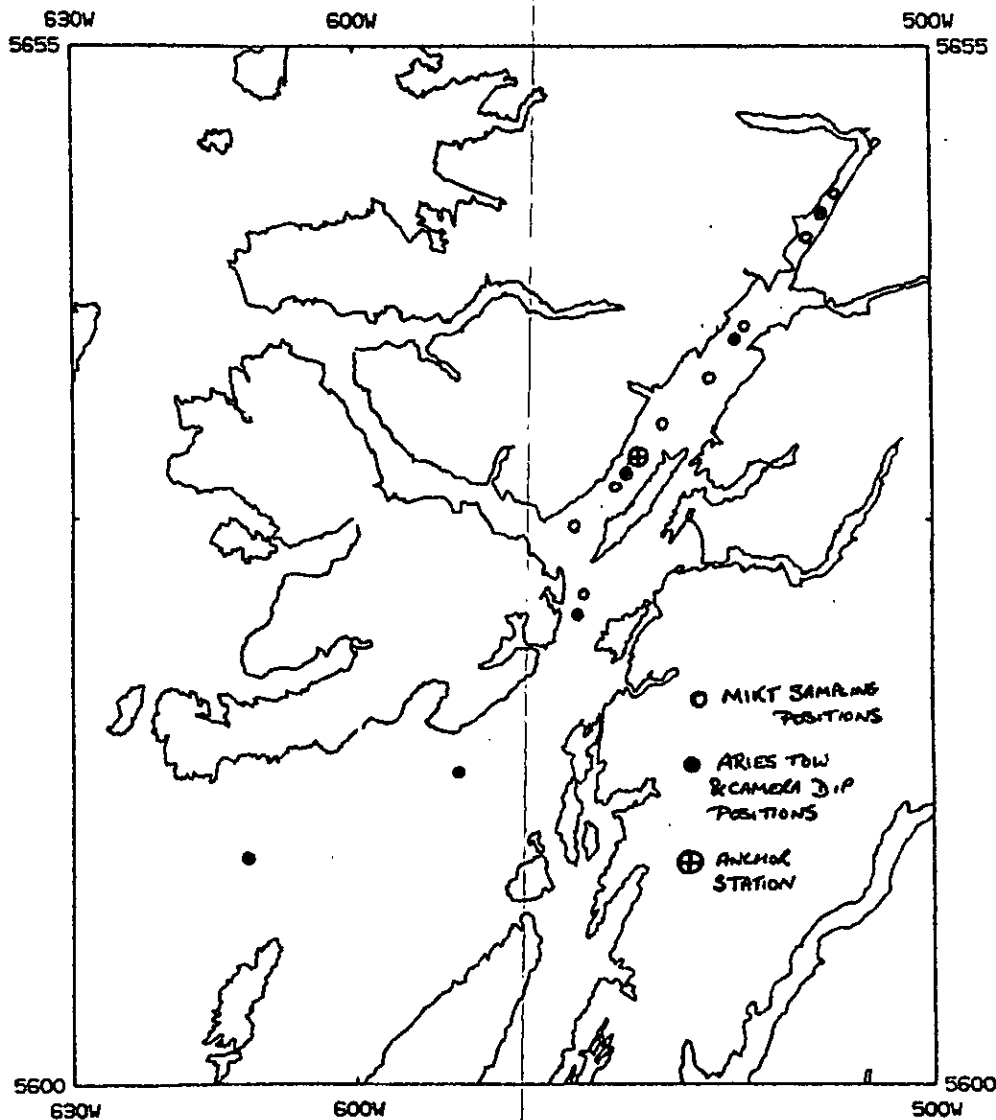 630W 600W 500W
5655 5655
MIKT SAMPLING
POSITIONS
ARIES TOW
& CAMERA DIP
POSITIONS
ANCHOR
STATION
5600 5600
630W 600W 500W